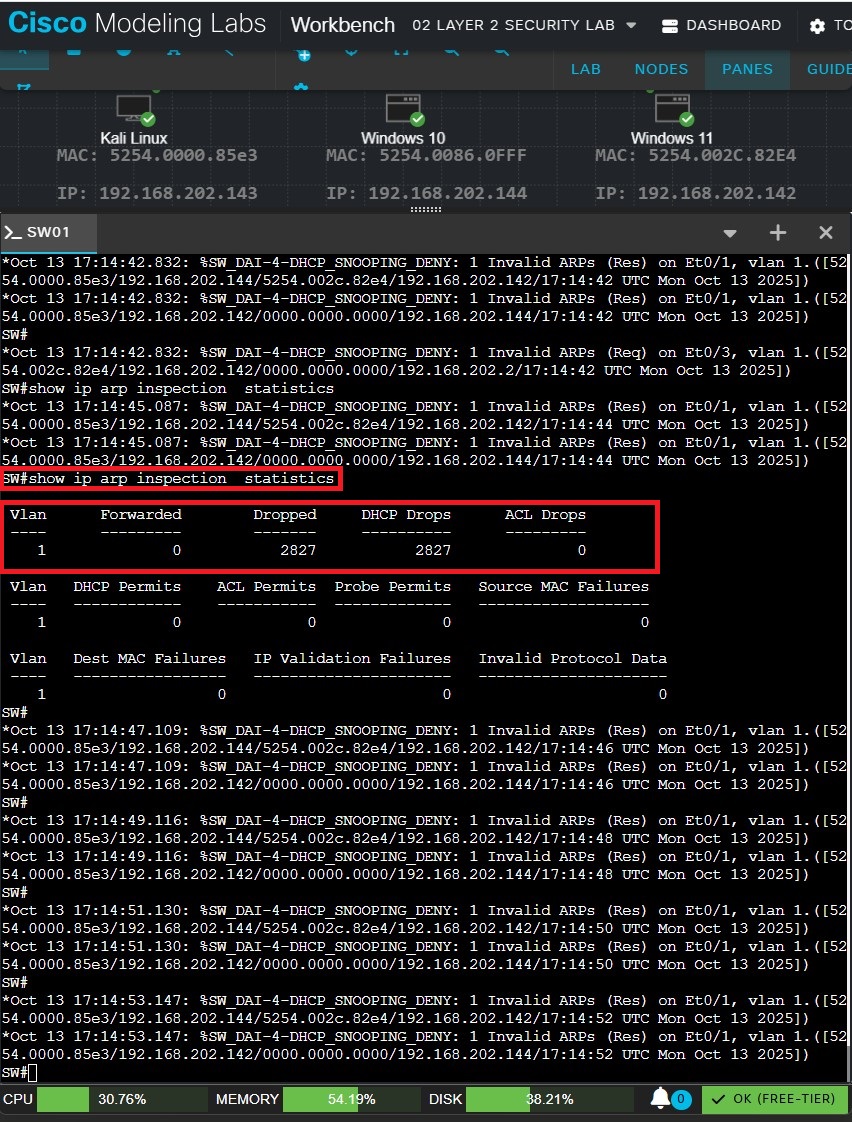 Cisco Modeling Labs Workbench 02 LAYER 2 SECURITY LAB DASHBOARD TO
LAB NODES PANES GUIDE
Kali Linux Windows 10 Windows 11
MAC: 5254.0000.85e3 MAC: 5254.0086.0FFF MAC: 5254.002C.82E4
IP: 192.168.202.143 IP: 192.168.202.144 IP: 192.168.202.142
>_ SW01
*Oct 13 17:14:42.832: %SW_DAI-4-DHCP_SNOOPING_DENY: 1 Invalid ARPs (Res) on Et0/1, vlan 1.([52
54.0000.85e3/192.168.202.144/5254.002c.82e4/192.168.202.142/17:14:42 UTC Mon Oct 13 2025])
*Oct 13 17:14:42.832: %SW_DAI-4-DHCP_SNOOPING_DENY: 1 Invalid ARPs (Res) on Et0/1, vlan 1.([52
54.0000.85e3/192.168.202.142/0000.0000.0000/192.168.202.144/17:14:42 UTC Mon Oct 13 2025])
SW#
*Oct 13 17:14:42.832: %SW_DAI-4-DHCP_SNOOPING_DENY: 1 Invalid ARPs (Req) on Et0/3, vlan 1.([52
54.002c.82e4/192.168.202.142/0000.0000.0000/192.168.202.2/17:14:42 UTC Mon Oct 13 2025])
SW#show ip arp inspection  statistics
*Oct 13 17:14:45.087: %SW_DAI-4-DHCP_SNOOPING_DENY: 1 Invalid ARPs (Res) on Et0/1, vlan 1.([52
54.0000.85e3/192.168.202.144/5254.002c.82e4/192.168.202.142/17:14:44 UTC Mon Oct 13 2025])
*Oct 13 17:14:45.087: %SW_DAI-4-DHCP_SNOOPING_DENY: 1 Invalid ARPs (Res) on Et0/1, vlan 1.([52
54.0000.85e3/192.168.202.142/0000.0000.0000/192.168.202.144/17:14:44 UTC Mon Oct 13 2025])
SW#show ip arp inspection  statistics
Vlan Forwarded Dropped DHCP Drops ACL Drops
---- --------- ------- ---------- ---------
1 0 2827 2827 0
Vlan DHCP Permits ACL Permits Probe Permits Source MAC Failures
---- ------------ ----------- ------------- -------------------
1 0 0 0 0
Vlan Dest MAC Failures IP Validation Failures Invalid Protocol Data
---- ----------------- ---------------------- ---------------------
1 0 0 0
SW#
*Oct 13 17:14:47.109: %SW_DAI-4-DHCP_SNOOPING_DENY: 1 Invalid ARPs (Res) on Et0/1, vlan 1.([52
54.0000.85e3/192.168.202.144/5254.002c.82e4/192.168.202.142/17:14:46 UTC Mon Oct 13 2025])
*Oct 13 17:14:47.109: %SW_DAI-4-DHCP_SNOOPING_DENY: 1 Invalid ARPs (Res) on Et0/1, vlan 1.([52
54.0000.85e3/192.168.202.142/0000.0000.0000/192.168.202.144/17:14:46 UTC Mon Oct 13 2025])
SW#
*Oct 13 17:14:49.116: %SW_DAI-4-DHCP_SNOOPING_DENY: 1 Invalid ARPs (Res) on Et0/1, vlan 1.([52
54.0000.85e3/192.168.202.144/5254.002c.82e4/192.168.202.142/17:14:48 UTC Mon Oct 13 2025])
*Oct 13 17:14:49.116: %SW_DAI-4-DHCP_SNOOPING_DENY: 1 Invalid ARPs (Res) on Et0/1, vlan 1.([52
54.0000.85e3/192.168.202.142/0000.0000.0000/192.168.202.144/17:14:48 UTC Mon Oct 13 2025])
SW#
*Oct 13 17:14:51.130: %SW_DAI-4-DHCP_SNOOPING_DENY: 1 Invalid ARPs (Res) on Et0/1, vlan 1.([52
54.0000.85e3/192.168.202.144/5254.002c.82e4/192.168.202.142/17:14:50 UTC Mon Oct 13 2025])
*Oct 13 17:14:51.130: %SW_DAI-4-DHCP_SNOOPING_DENY: 1 Invalid ARPs (Res) on Et0/1, vlan 1.([52
54.0000.85e3/192.168.202.142/0000.0000.0000/192.168.202.144/17:14:50 UTC Mon Oct 13 2025])
SW#
*Oct 13 17:14:53.147: %SW_DAI-4-DHCP_SNOOPING_DENY: 1 Invalid ARPs (Res) on Et0/1, vlan 1.([52
54.0000.85e3/192.168.202.144/5254.002c.82e4/192.168.202.142/17:14:52 UTC Mon Oct 13 2025])
*Oct 13 17:14:53.147: %SW_DAI-4-DHCP_SNOOPING_DENY: 1 Invalid ARPs (Res) on Et0/1, vlan 1.([52
54.0000.85e3/192.168.202.142/0000.0000.0000/192.168.202.144/17:14:52 UTC Mon Oct 13 2025])
SW#
CPU 30.76% MEMORY 54.19% DISK 38.21% 0 OK (FREE-TIER)